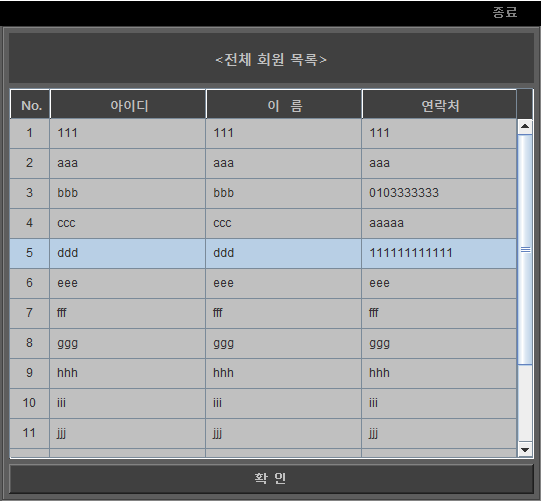 종료
<전체 회원 목록>
No. 아이디 이 름 연락처
1 111 111 111
2 aaa aaa aaa
3 bbb bbb 0103333333
4 ccc ccc aaaaa
5 ddd ddd 111111111111
6 eee eee eee
7 fff fff fff
8 ggg ggg ggg
9 hhh hhh hhh
10 iii iii iii
11 jjj jjj jjj
확 인